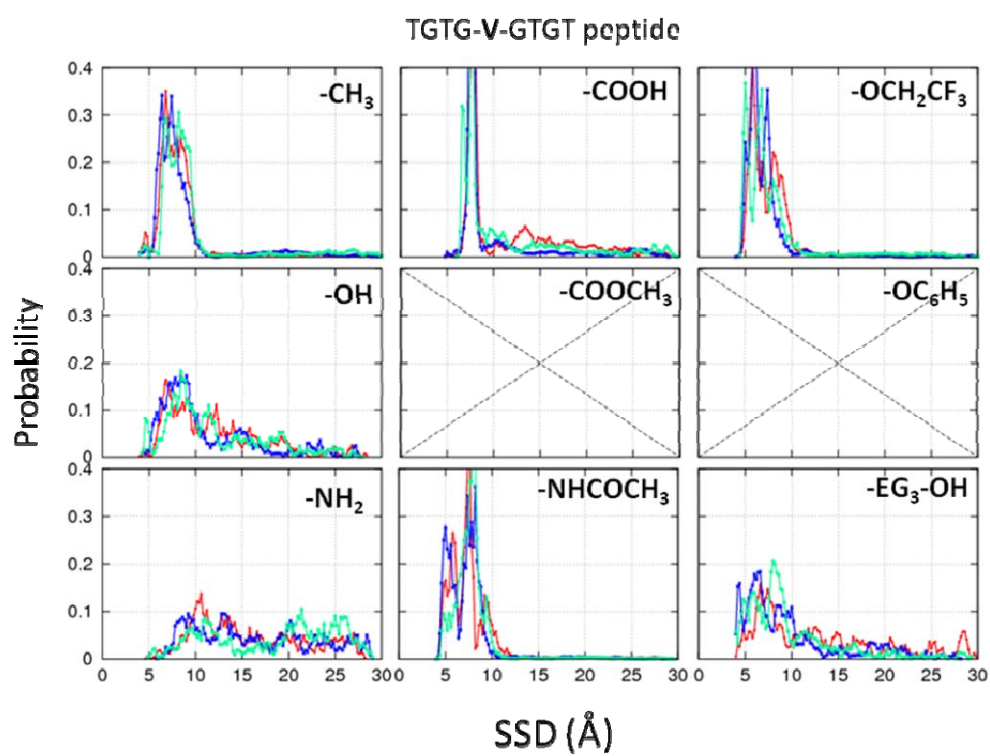 TGTG-V-GTGT peptide
Probability
0.4
0.3
0.2
0.1
0
-CH₃
-COOH
-OCH₂CF₃
0.4
0.3
0.2
0.1
0
-OH
-COOCH₃
-OC₆H₅
0.4
0.3
0.2
0.1
0
-NH₂
-NHCOCH₃
-EG₃-OH
0 5 10 15 20 25 30 0 5 10 15 20 25 30 0 5 10 15 20 25 30
SSD (Å)